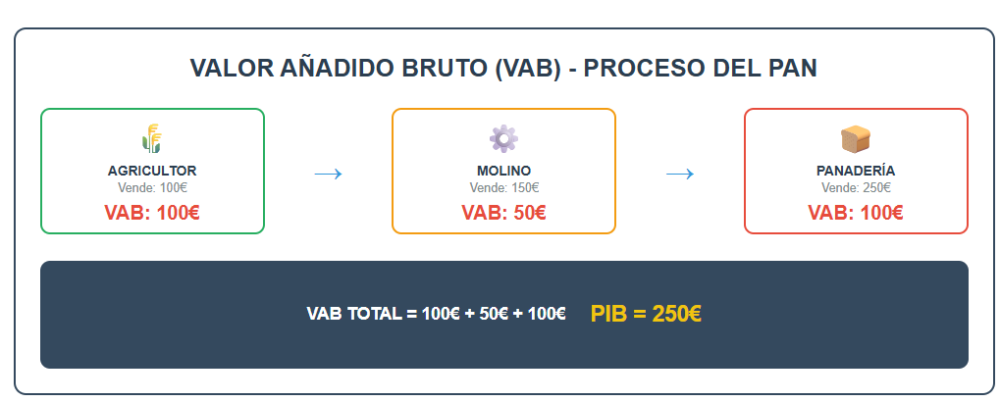 VALOR AÑADIDO BRUTO (VAB) - PROCESO DEL PAN
AGRICULTOR
Vende: 100€
VAB: 100€
→
MOLINO
Vende: 150€
VAB: 50€
→
PANADERÍA
Vende: 250€
VAB: 100€
VAB TOTAL = 100€ + 50€ + 100€ PIB = 250€